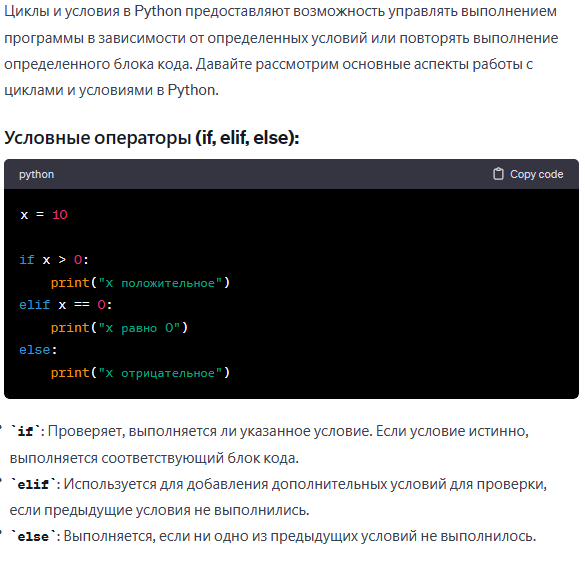 Циклы и условия в Python предоставляют возможность управлять выполнением
программы в зависимости от определенных условий или повторять выполнение
определенного блока кода. Давайте рассмотрим основные аспекты работы с
циклами и условиями в Python.
Условные операторы (if, elif, else):
python Copy code
x = 10
if x > 0:
    print("x положительное")
elif x == 0:
    print("x равно 0")
else:
    print("x отрицательное")
• `if`: Проверяет, выполняется ли указанное условие. Если условие истинно,
выполняется соответствующий блок кода.
• `elif`: Используется для добавления дополнительных условий для проверки,
если предыдущие условия не выполнились.
• `else`: Выполняется, если ни одно из предыдущих условий не выполнилось.